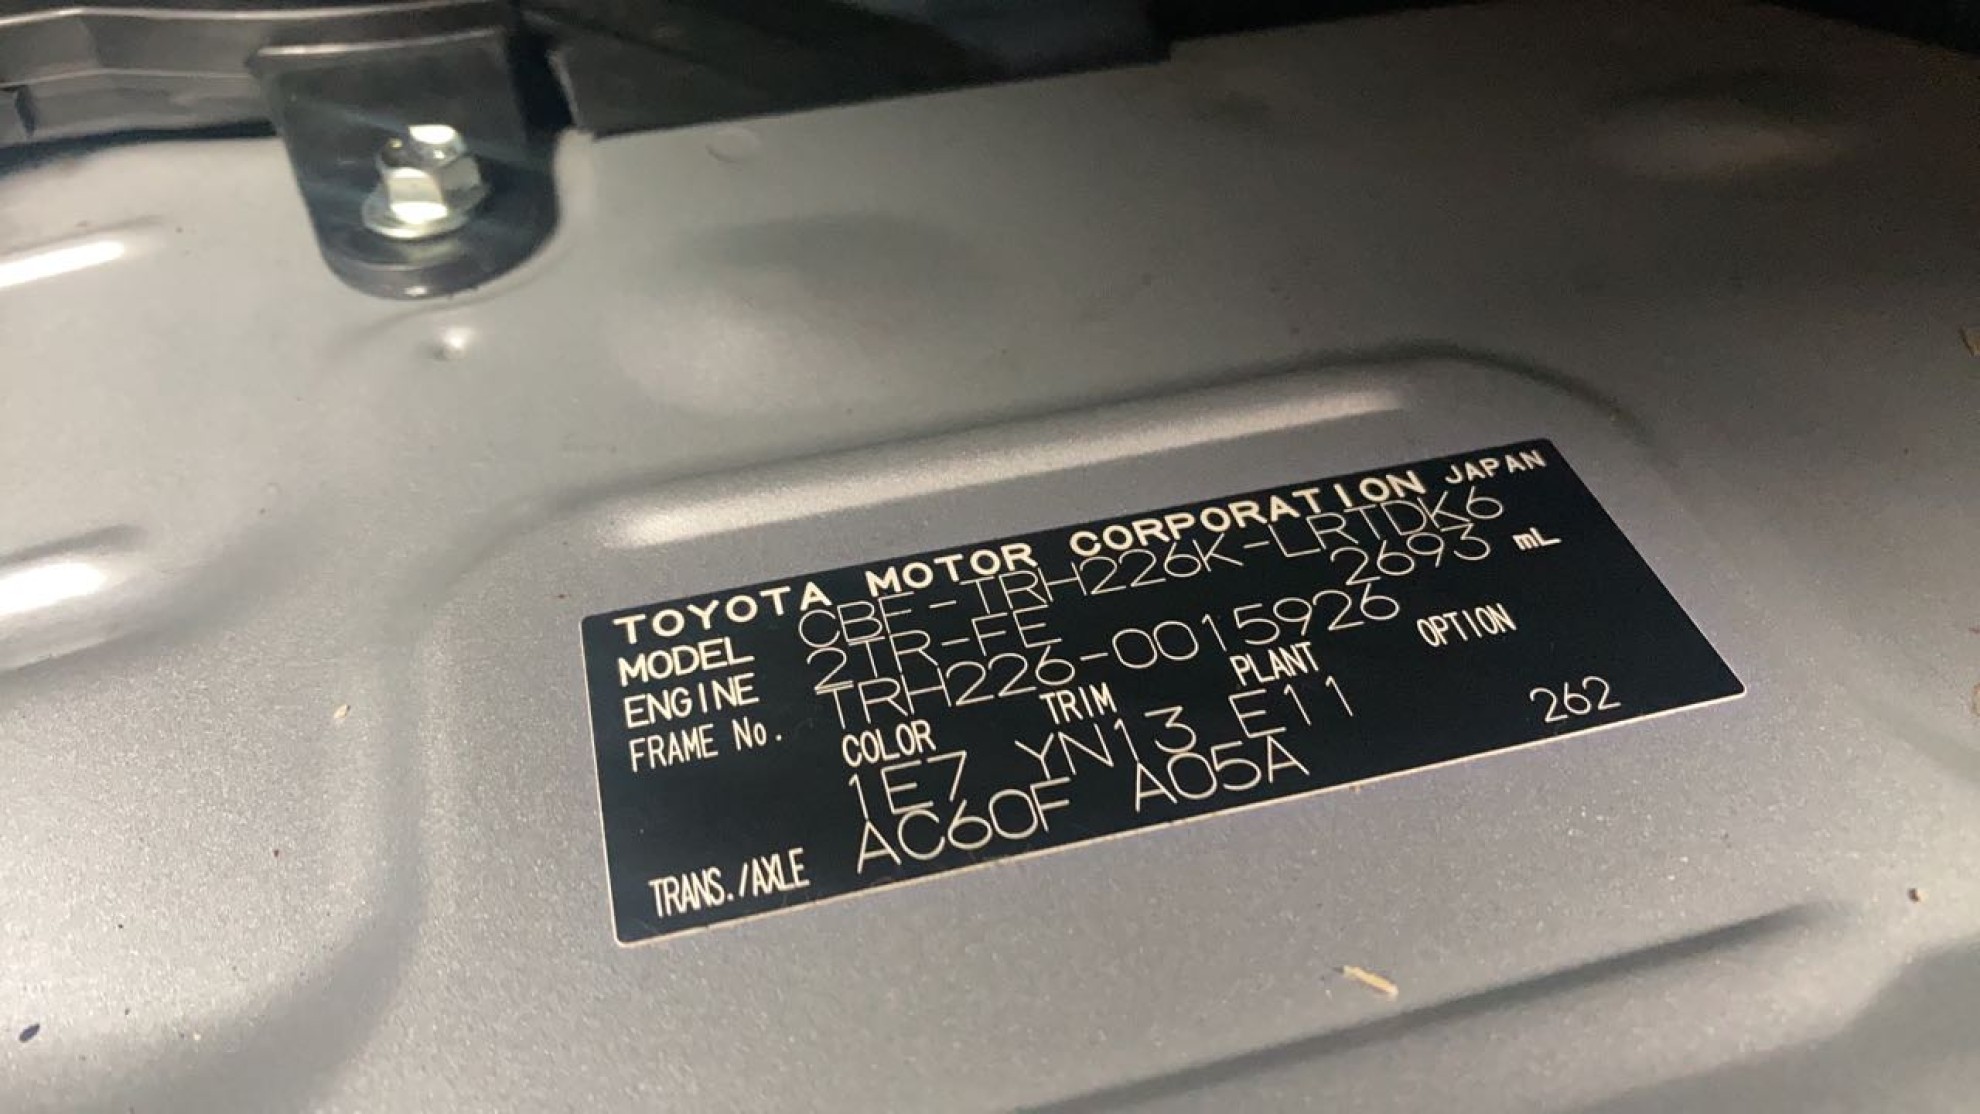 TOYOTA MOTOR CORPORATION JAPAN
MODEL CBF-TRH226K-LRTDK6
ENGINE 2TR-FE 2693 mL
FRAME No. TRH226-0015926
COLOR TRIM PLANT OPTION
1E7 YN13 E11 262
TRANS./AXLE AC60F A05A